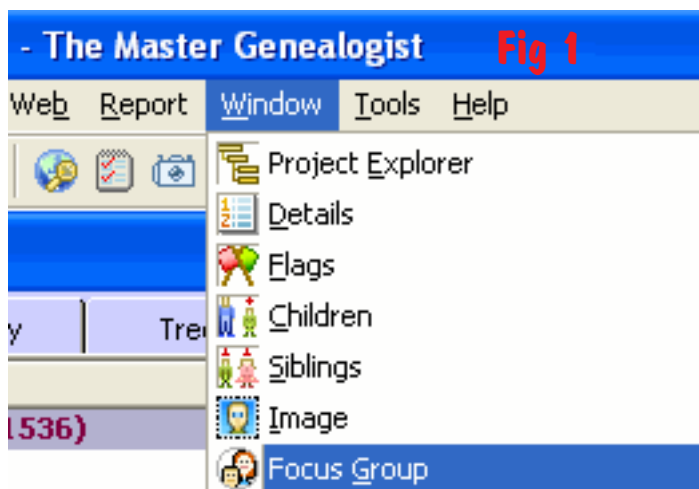 - The Master Genealogist Fig 1
Web Report Window Tools Help
Project Explorer
Details
Flags
Children
Siblings
Image
Focus Group
y Tre
1536)